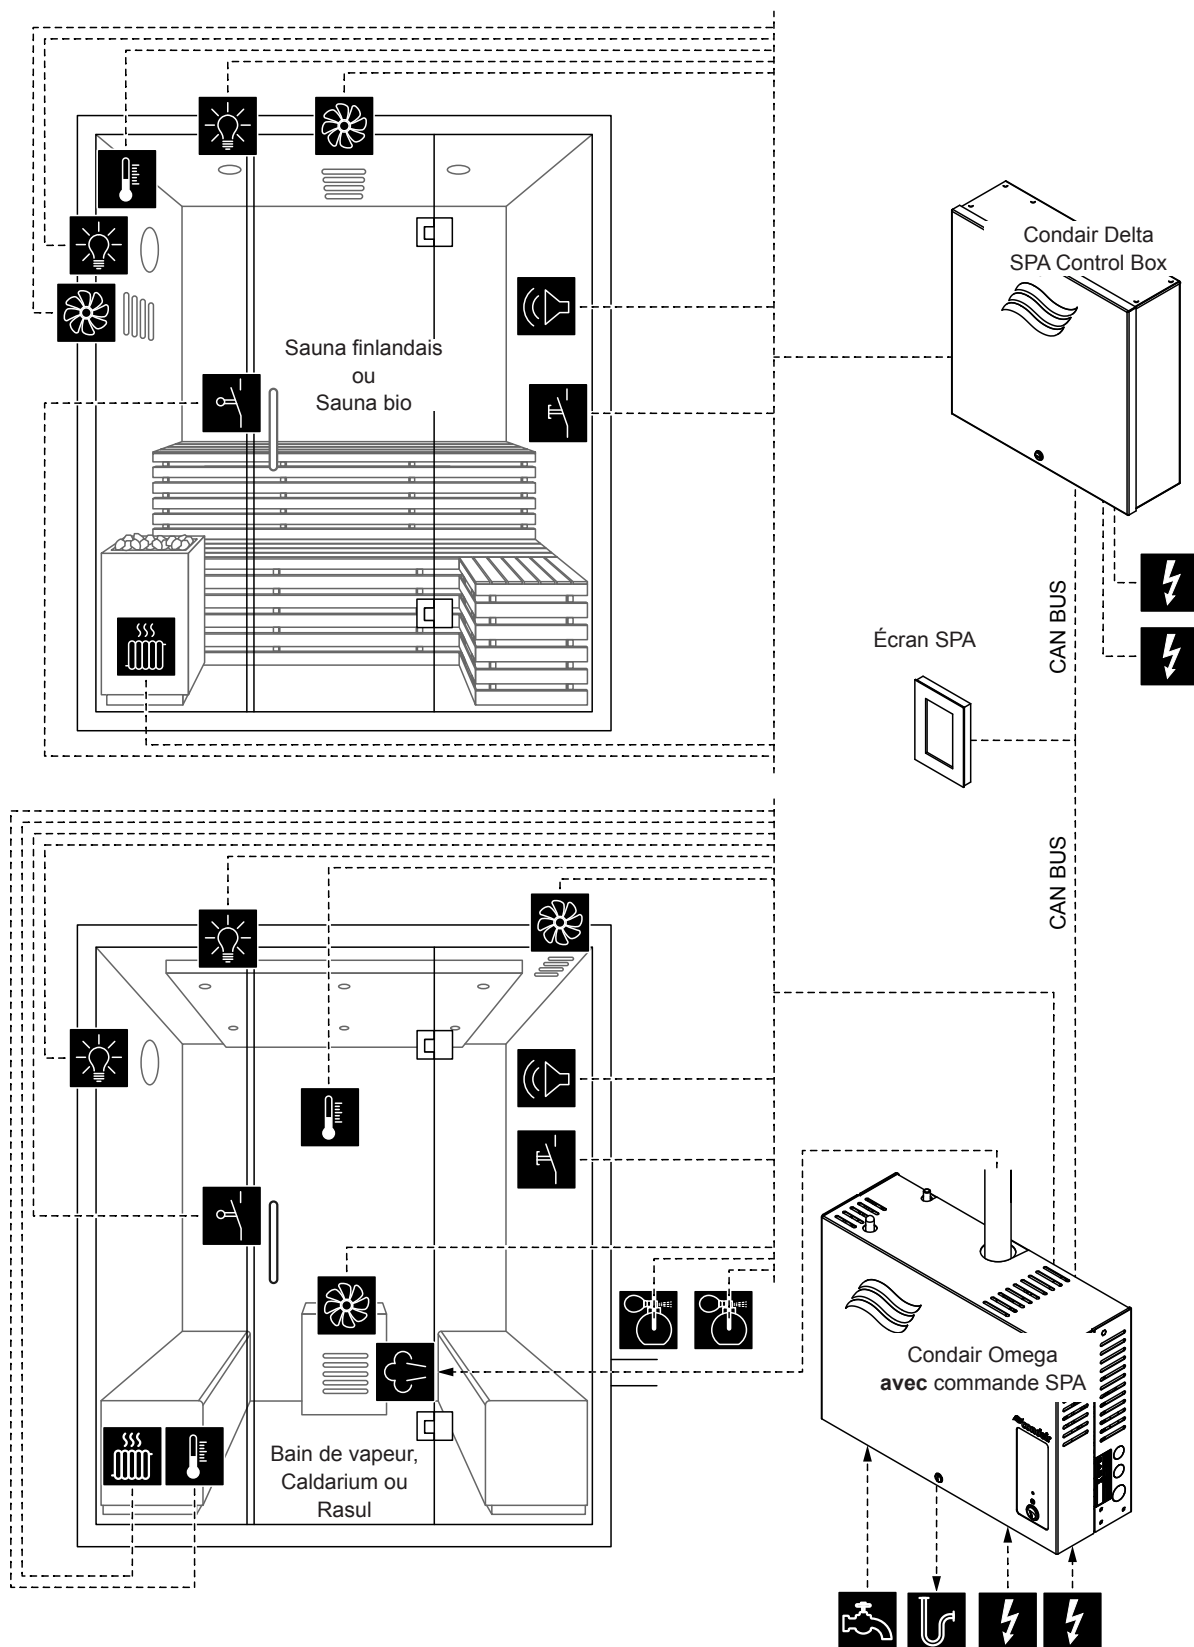 Condair Delta
SPA Control Box
Sauna finlandais
ou
Sauna bio
CAN BUS
Écran SPA
CAN BUS
Condair Omega
avec commande SPA
Bain de vapeur,
Caldarium ou
Rasul